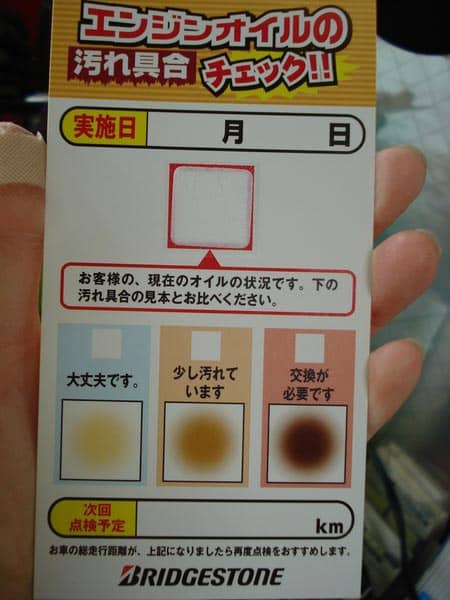 エンジンオイルの
汚れ具合 チェック!!
実施日 月 日
お客様の、現在のオイルの状況です。下の
汚れ具合の見本とお比べください。
大丈夫です。
少し汚れて
います
交換が
必要です
次回
点検予定 km
お車の総走行距離が、上記になりましたら再度点検をおすすめします。
BRIDGESTONE